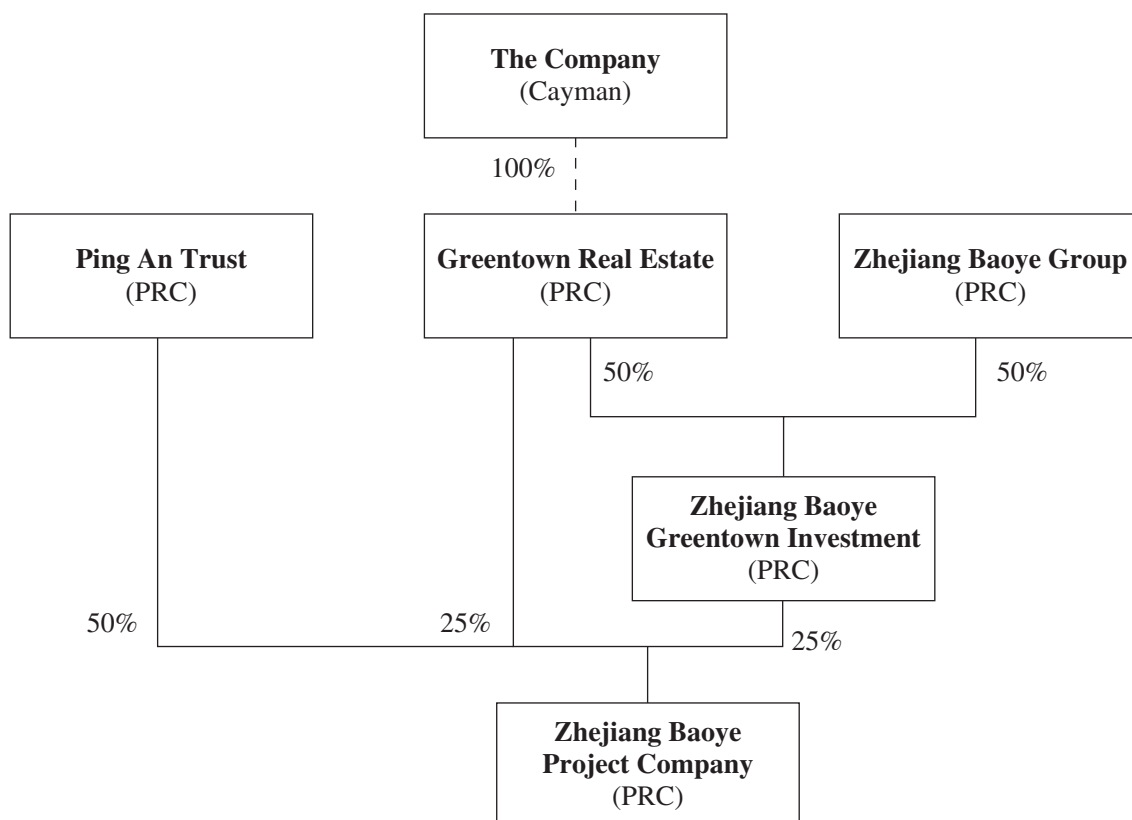 The Company
(Cayman)
100%
Ping An Trust
(PRC)
Greentown Real Estate
(PRC)
Zhejiang Baoye Group
(PRC)
50%
50%
Zhejiang Baoye
Greentown Investment
(PRC)
50%
25%
25%
Zhejiang Baoye
Project Company
(PRC)